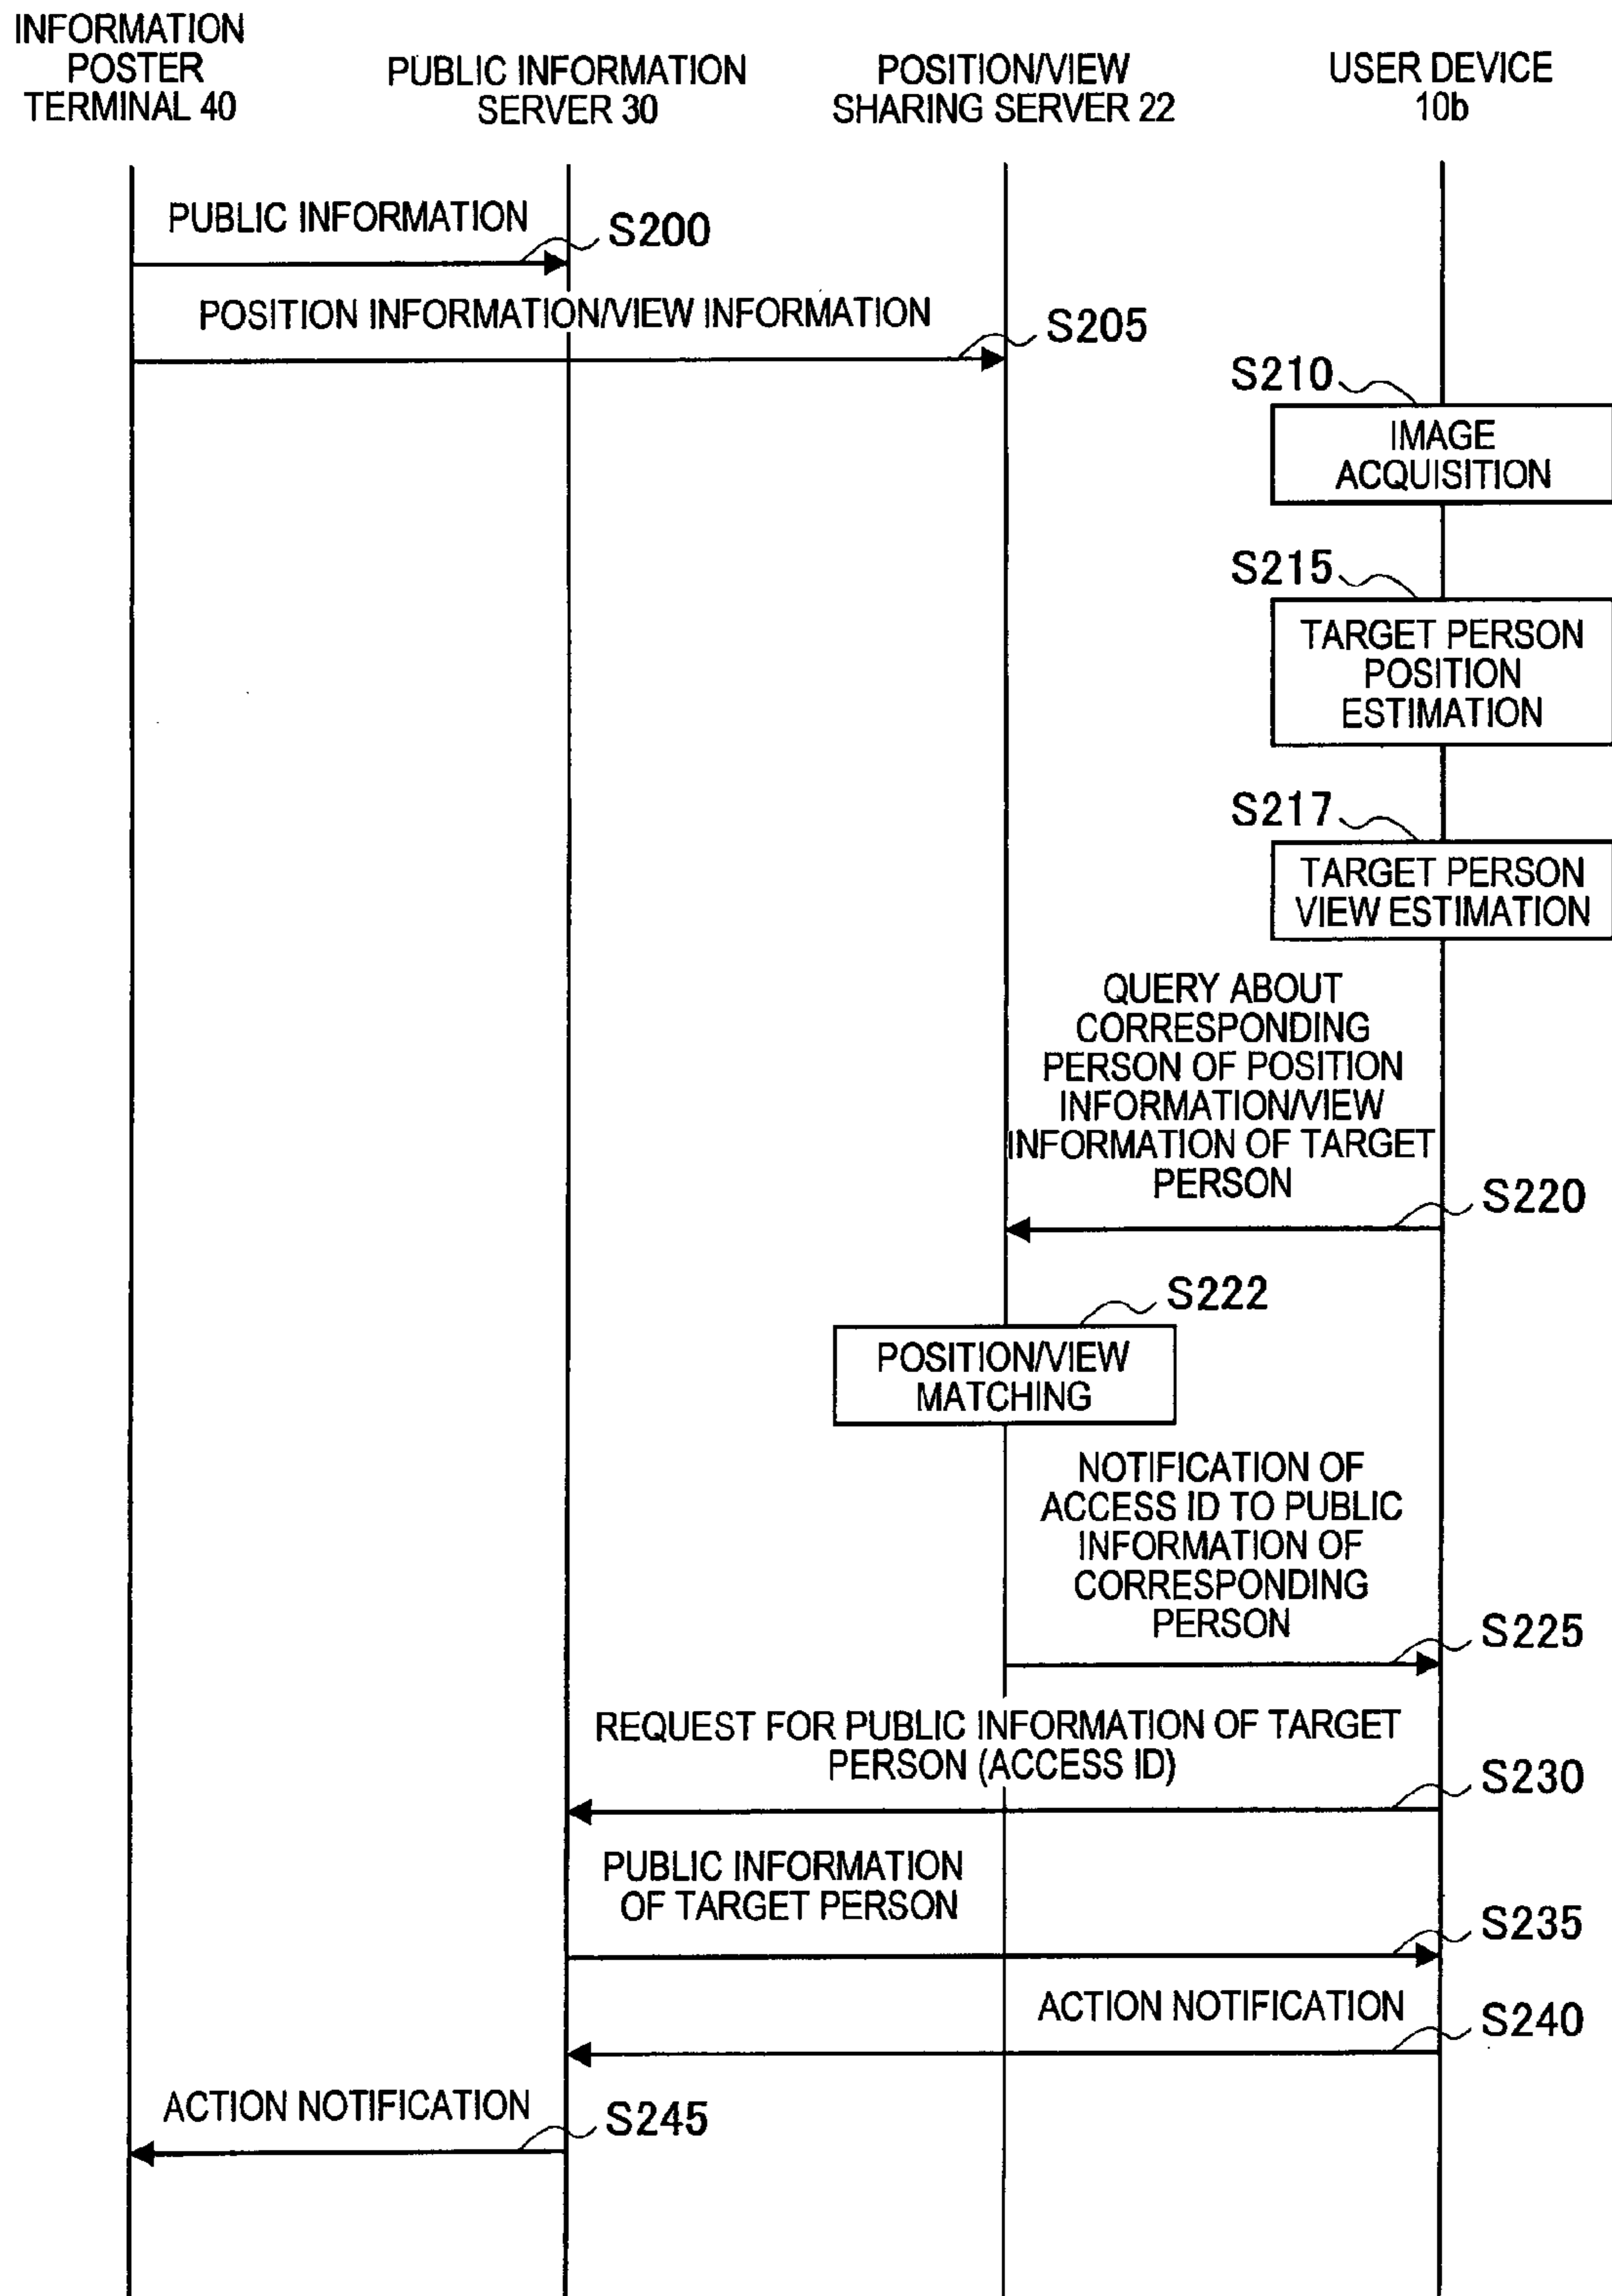 INFORMATION
POSTER
TERMINAL 40
PUBLIC INFORMATION
SERVER 30
POSITION/VIEW
SHARING SERVER 22
USER DEVICE
10b
PUBLIC INFORMATION
S200
POSITION INFORMATION/VIEW INFORMATION
S205
S210
IMAGE
ACQUISITION
S215
TARGET PERSON
POSITION
ESTIMATION
S217
TARGET PERSON
VIEW ESTIMATION
QUERY ABOUT
CORRESPONDING
PERSON OF POSITION
INFORMATION/VIEW
INFORMATION OF TARGET
PERSON
S220
S222
POSITION/VIEW
MATCHING
NOTIFICATION OF
ACCESS ID TO PUBLIC
INFORMATION OF
CORRESPONDING
PERSON
S225
REQUEST FOR PUBLIC INFORMATION OF TARGET
PERSON (ACCESS ID)
S230
PUBLIC INFORMATION
OF TARGET PERSON
S235
ACTION NOTIFICATION
S240
ACTION NOTIFICATION
S245